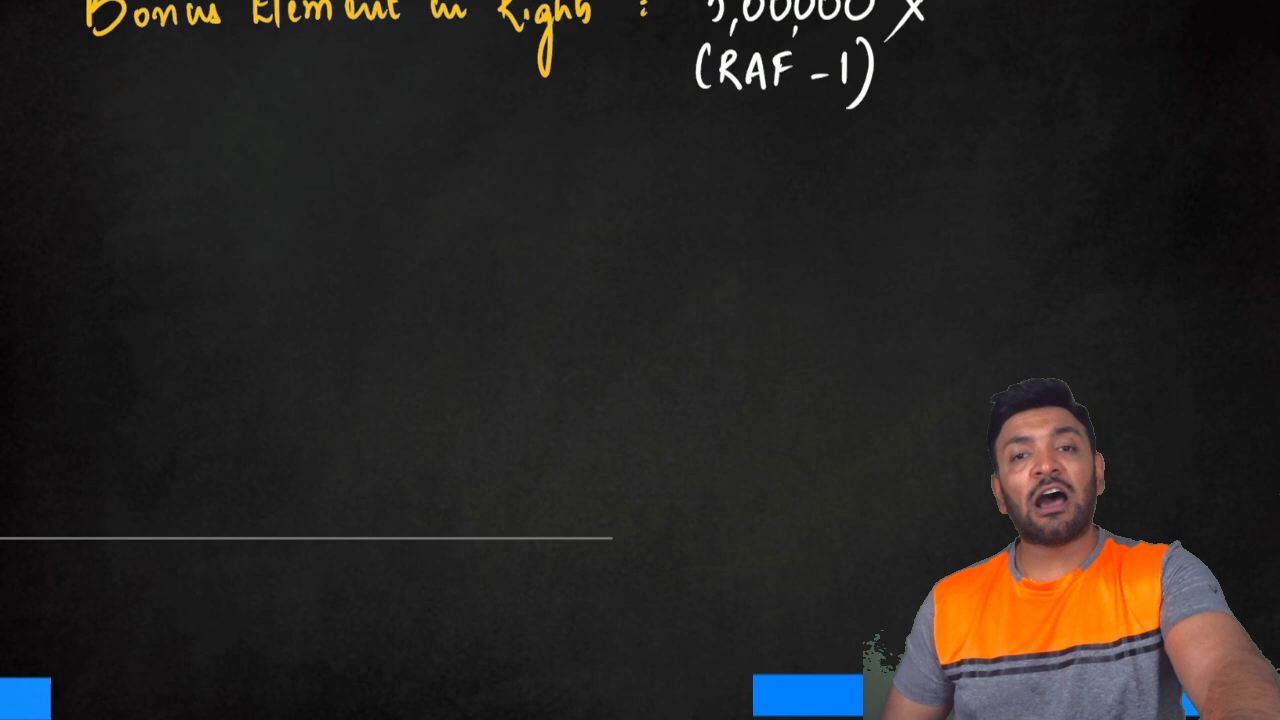 Bonus Element in Rights : 5,00,000 X
(RAF - 1)